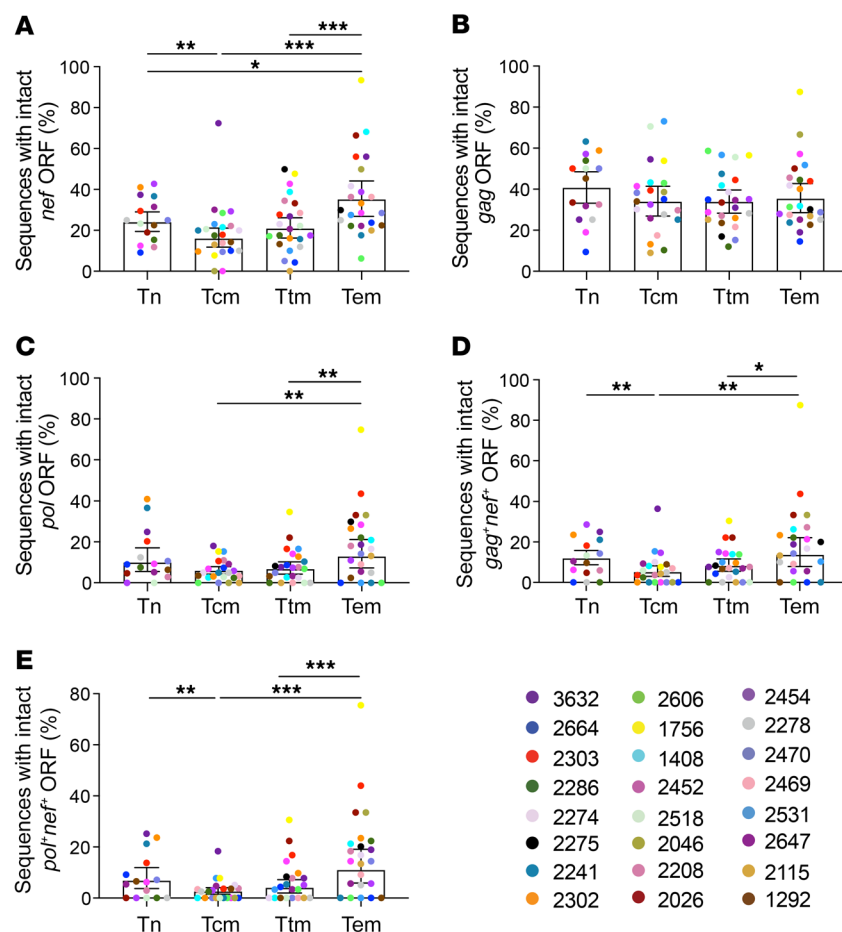 A
Sequences with intact
nef ORF (%)
100
80
60
40
20
0
***
** ***
*
Tn Tcm Ttm Tem
B
Sequences with intact
gag ORF (%)
100
80
60
40
20
0
Tn Tcm Ttm Tem
C
Sequences with intact
pol ORF (%)
100
80
60
40
20
0
**
**
Tn Tcm Ttm Tem
D
Sequences with intact
gag+nef+ ORF (%)
100
80
60
40
20
0
*
** **
Tn Tcm Ttm Tem
E
Sequences with intact
pol+nef+ ORF (%)
80
60
40
20
0
***
** ***
Tn Tcm Ttm Tem
3632 2606 2454
2664 1756 2278
2303 1408 2470
2286 2452 2469
2274 2518 2531
2275 2046 2647
2241 2208 2115
2302 2026 1292